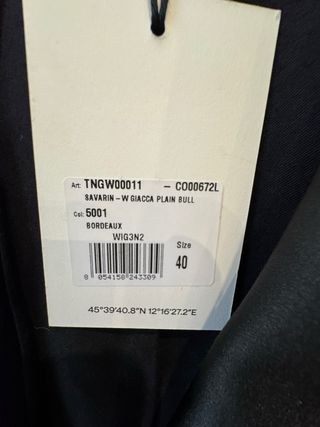 Art: TNGW00011 – CO00672L
SAVARIN – W GIACCA PLAIN BULL
Col: 5001
BORDEAUX
WIG3N2
Size
40
8 054158 243309
45°39'40.8"N 12°16'27.2"E